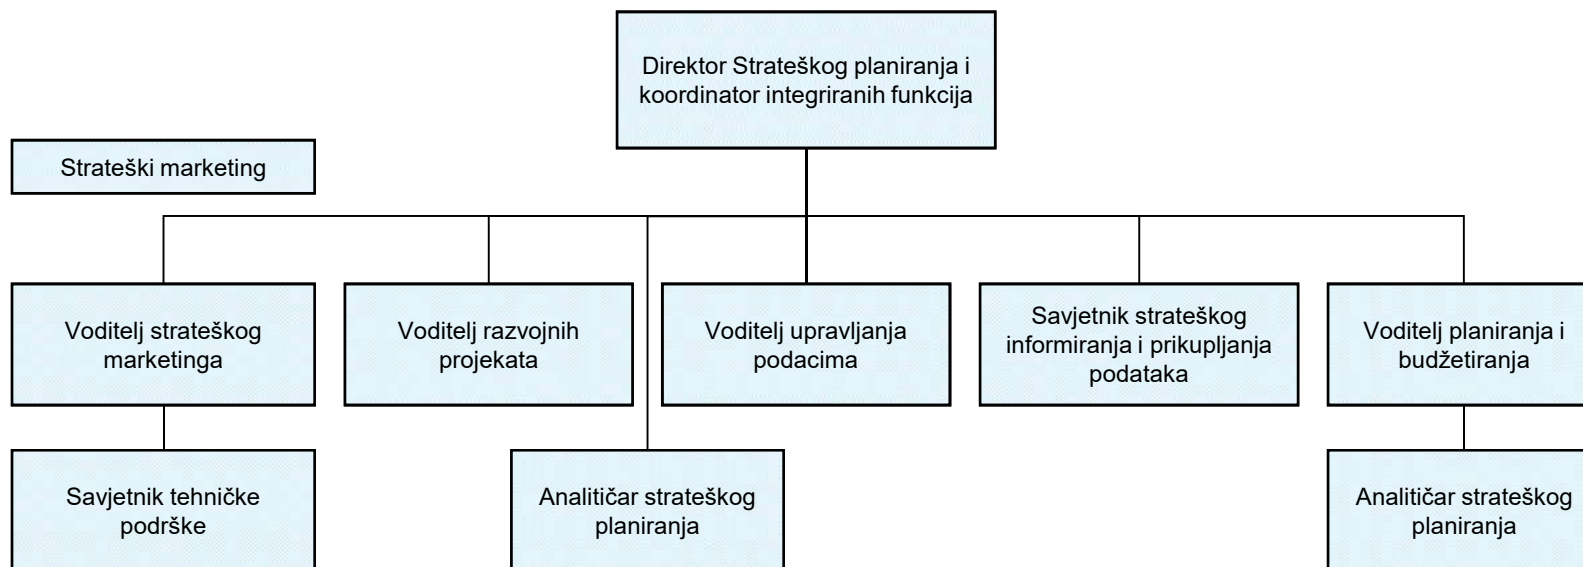 Direktor Strateškog planiranja i
koordinator integriranih funkcija
Strateški marketing
Voditelj strateškog
marketinga
Voditelj razvojnih
projekata
Voditelj upravljanja
podacima
Savjetnik strateškog
informiranja i prikupljanja
podataka
Voditelj planiranja i
budžetiranja
Savjetnik tehničke
podrške
Analitičar strateškog
planiranja
Analitičar strateškog
planiranja